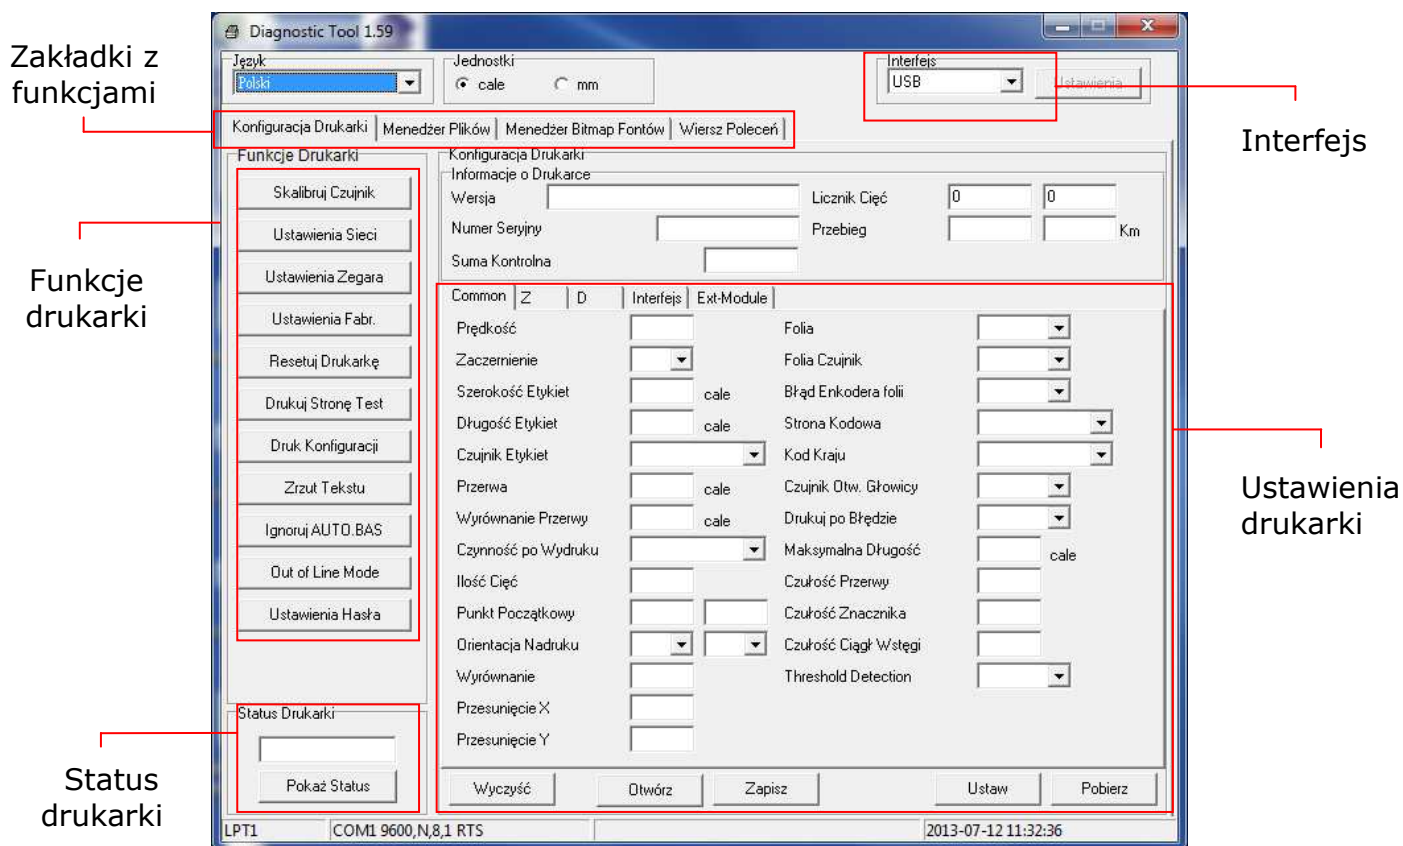 Diagnostic Tool 1.59
Zakładki z
funkcjami
Język
Polski
Jednostki
cale
mm
Interfejs
USB
Ustawienia
Interfejs
Konfiguracja Drukarki
Menedżer Plików
Menedżer Bitmap Fontów
Wiersz Poleceń
Funkcje Drukarki
Skalibruj Czujnik
Ustawienia Sieci
Ustawienia Zegara
Ustawienia Fabr.
Resetuj Drukarkę
Drukuj Stronę Test
Druk Konfiguracji
Zrzut Tekstu
Ignoruj AUTO.BAS
Out of Line Mode
Ustawienia Hasła
Funkcje
drukarki
Konfiguracja Drukarki
Informacje o Drukarce
Wersja
Licznik Cięć
0
0
Numer Seryjny
Przebieg
Km
Suma Kontrolna
Common
Z
D
Interfejs
Ext-Module
Prędkość
Folia
Zaczernienie
Folia Czujnik
Szerokość Etykiet
cale
Błąd Enkodera folii
Długość Etykiet
cale
Strona Kodowa
Czujnik Etykiet
Kod Kraju
Przerwa
cale
Czujnik Otw. Głowicy
Wyrównanie Przerwy
cale
Drukuj po Błędzie
Czynność po Wydruku
Maksymalna Długość
cale
Ilość Cięć
Czułość Przerwy
Punkt Początkowy
Czułość Znacznika
Orientacja Nadruku
Czułość Ciągł Wstęgi
Wyrównanie
Threshold Detection
Przesunięcie X
Przesunięcie Y
Ustawienia
drukarki
Status Drukarki
Pokaż Status
Status
drukarki
Wyczyść
Otwórz
Zapisz
Ustaw
Pobierz
LPT1
COM1 9600,N,8,1 RTS
2013-07-12 11:32:36